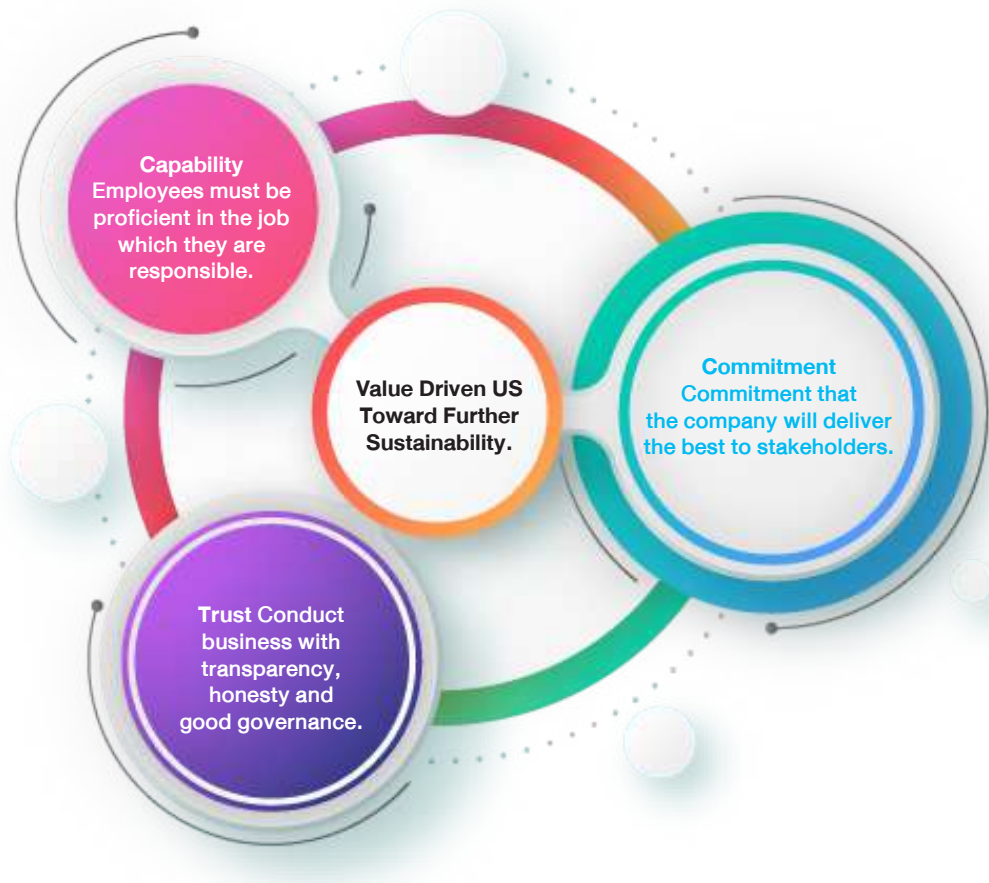 Capability
Employees must be
proficient in the job
which they are
responsible.
Value Driven US
Toward Further
Sustainability.
Commitment
Commitment that
the company will deliver
the best to stakeholders.
Trust Conduct
business with
transparency,
honesty and
good governance.